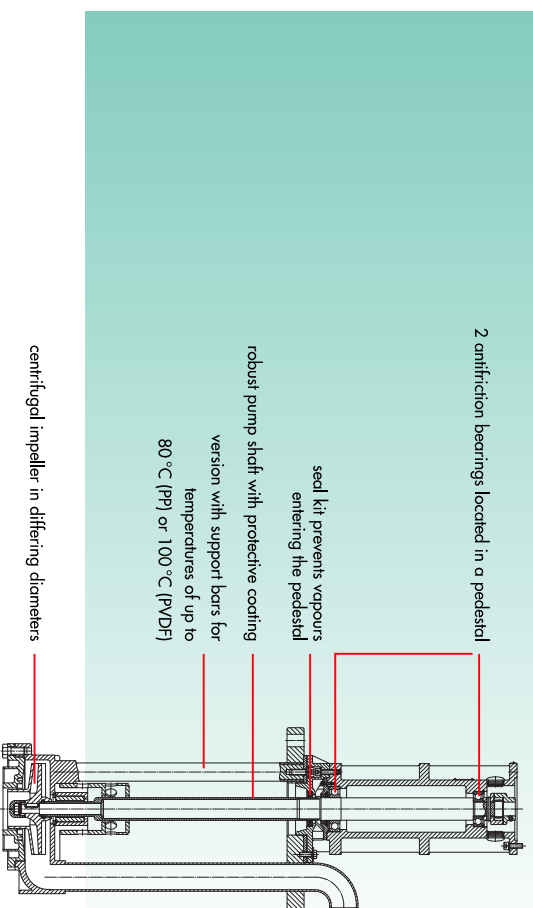 2 antifriction bearings located in a pedestal
seal kit prevents vapours
entering the pedestal
robust pump shaft with protective coating
version with support bars for
temperatures of up to
80 °C (PP) or 100 °C (PVDF)
centrifugal impeller in differing diameters